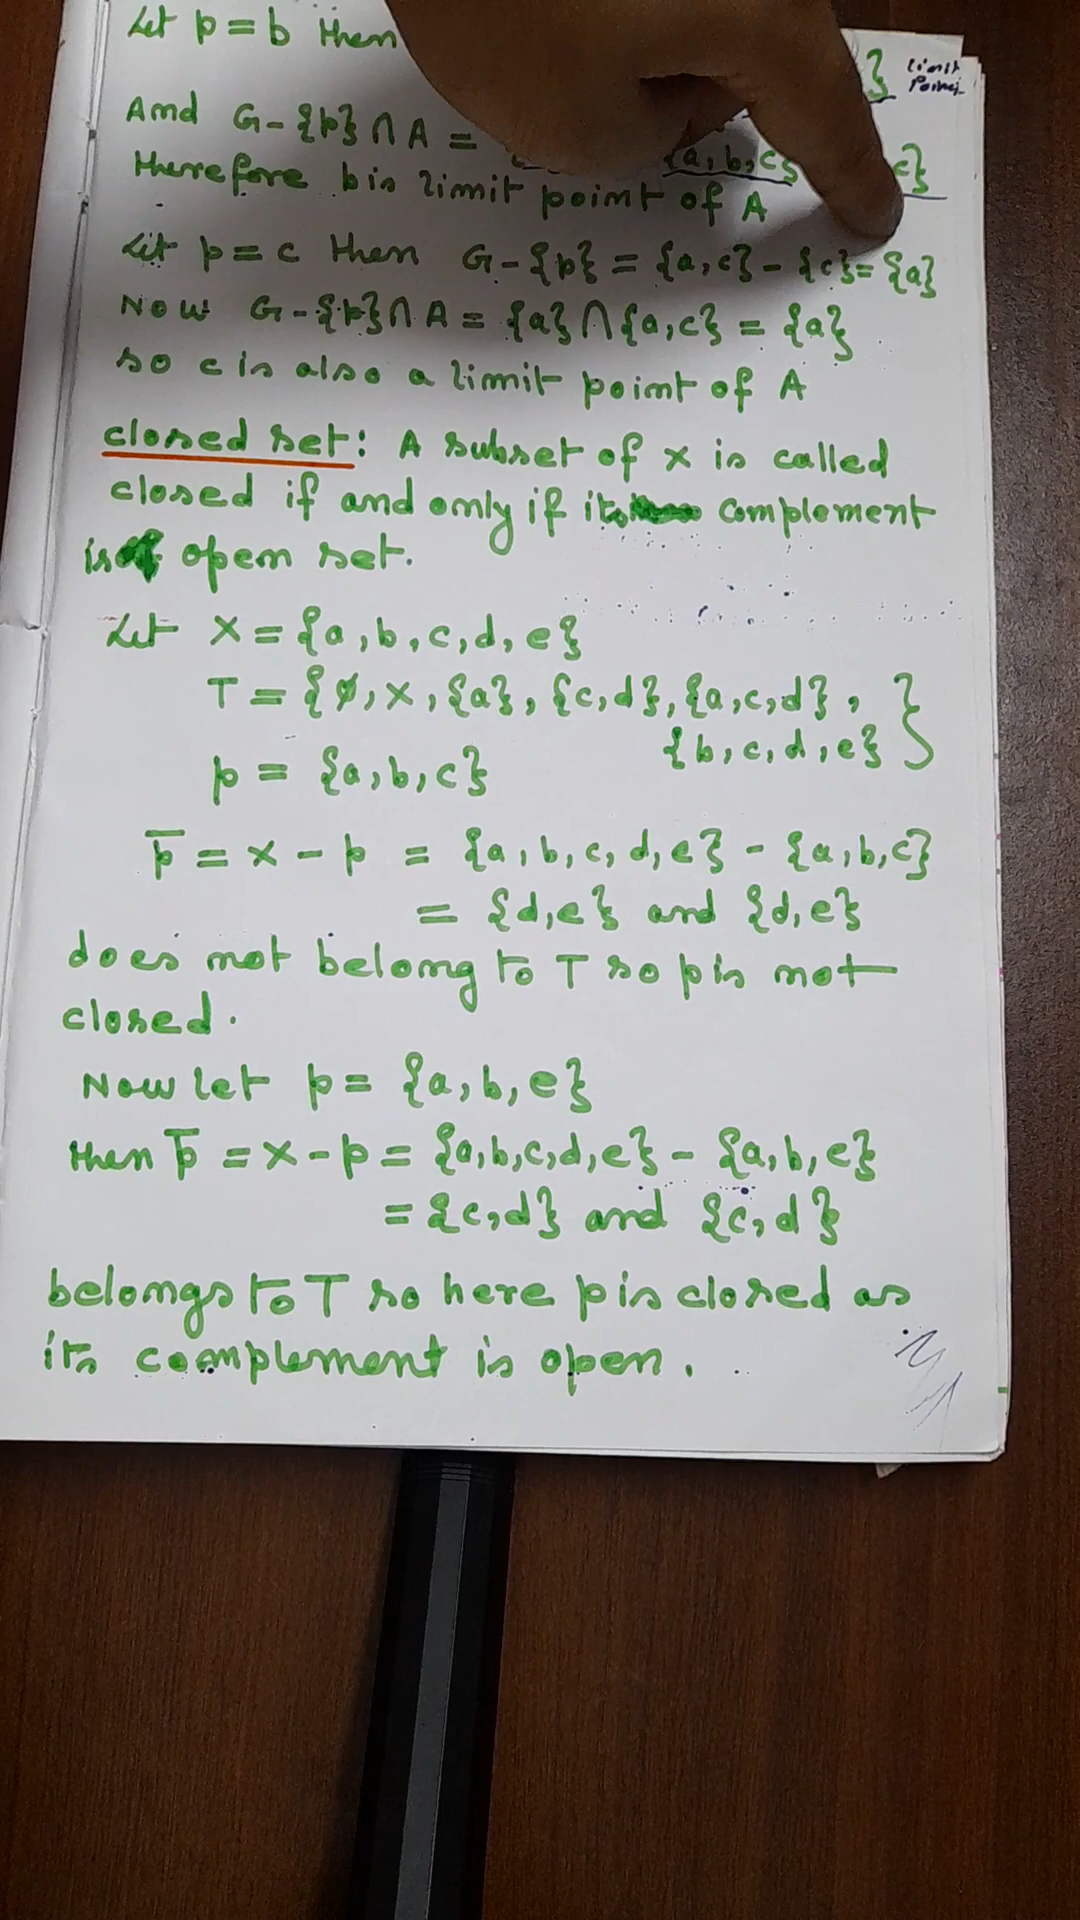 Let p = b then
} limit
Point
And G-{p} ∩ A =
{a,b,c} c}
therefore b is limit point of A
Let p = c then G-{p} = {a,c} - {c} = {a}
Now G-{p} ∩ A = {a} ∩ {a,c} = {a}
so c is also a limit point of A
closed set: A subset of X is called
closed if and only if its complement
is open set.
Let X = {a,b,c,d,e}
T = {∅, X, {a}, {c,d}, {a,c,d},
{b,c,d,e} }
p = {a,b,c}
p̅ = X - p = {a,b,c,d,e} - {a,b,c}
= {d,e} and {d,e}
does not belong to T so p is not
closed.
Now let p = {a,b,e}
then p̅ = X - p = {a,b,c,d,e} - {a,b,e}
= {c,d} and {c,d}
belongs to T so here p is closed as
its complement is open.